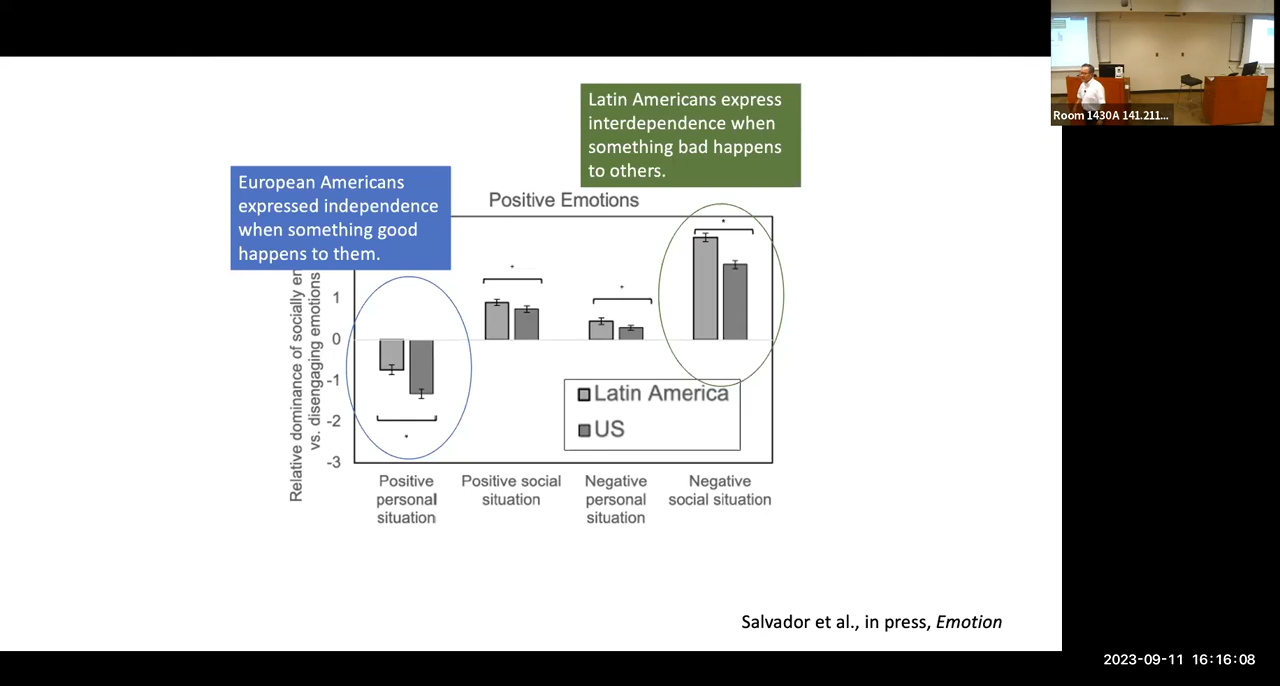 Room 1430A 141.211...
Latin Americans express
interdependence when
something bad happens
to others.
European Americans
expressed independence
when something good
happens to them.
Positive Emotions
Relative dominance of socially en
vs. disengaging emotions
1
0
-1
-2
-3
*
*
*
*
Latin America
US
Positive
personal
situation
Positive social
situation
Negative
personal
situation
Negative
social situation
Salvador et al., in press, Emotion
2023-09-11 16:16:08